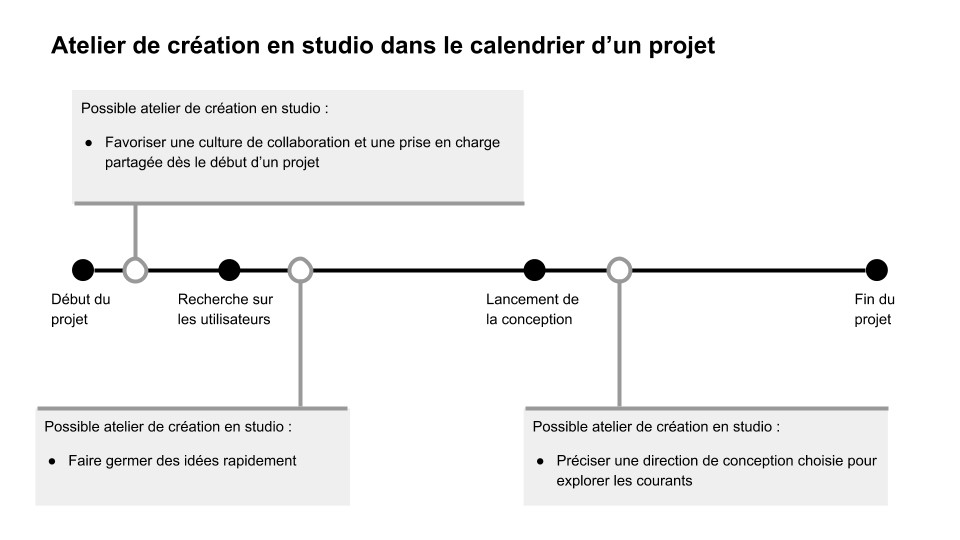 Atelier de création en studio dans le calendrier d’un projet
Possible atelier de création en studio :
● Favoriser une culture de collaboration et une prise en charge
partagée dès le début d’un projet
Début du
projet
Recherche sur
les utilisateurs
Lancement de
la conception
Fin du
projet
Possible atelier de création en studio :
● Faire germer des idées rapidement
Possible atelier de création en studio :
● Préciser une direction de conception choisie pour
explorer les courants